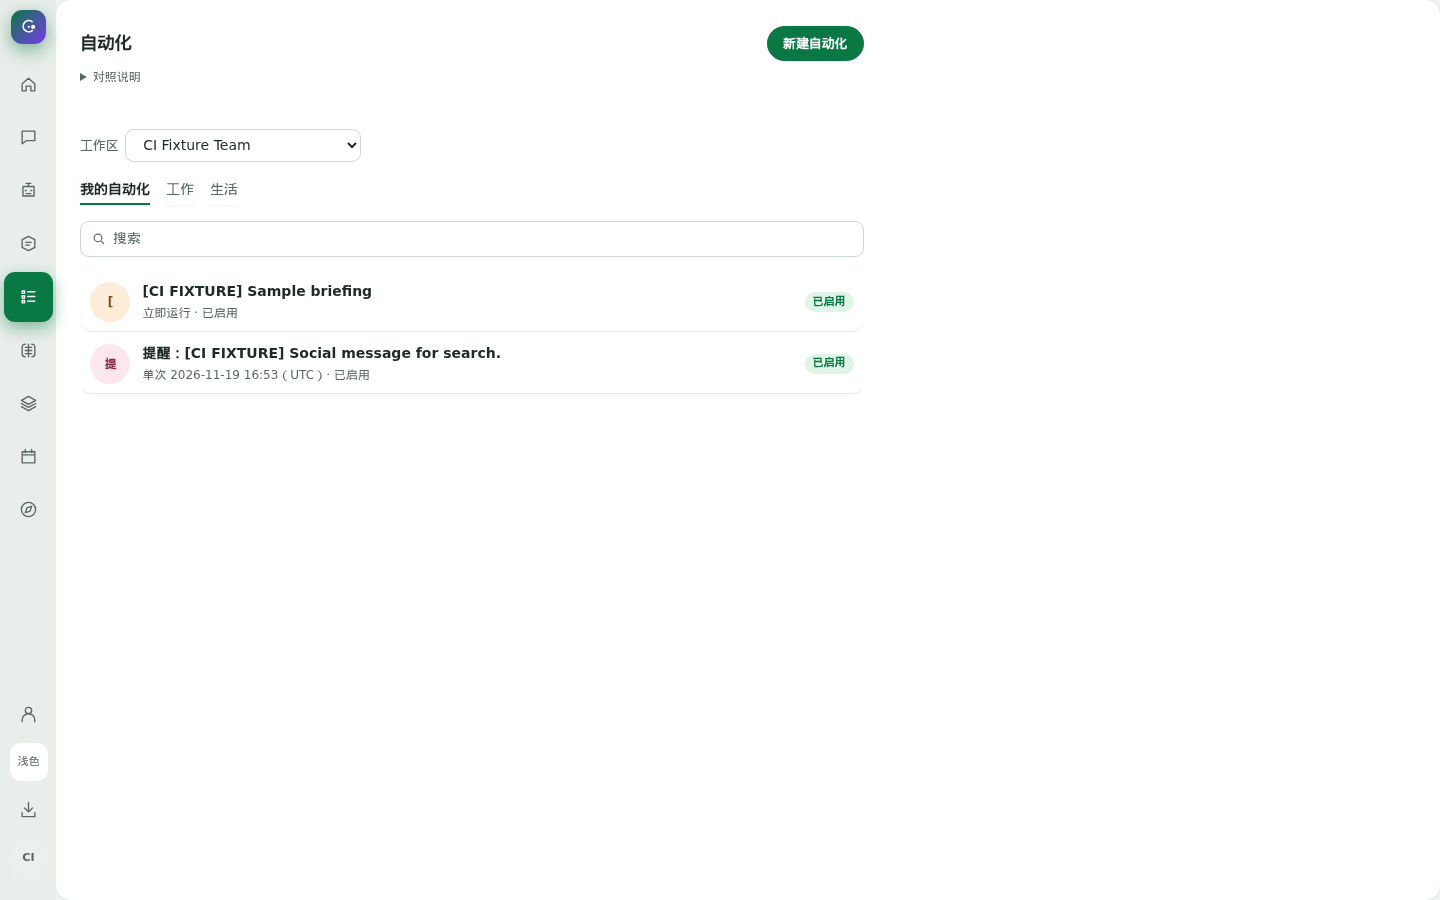 自动化
新建自动化
▶ 对照说明
工作区 CI Fixture Team
我的自动化 工作 生活
搜索
[
[CI FIXTURE] Sample briefing
立即运行 · 已启用
已启用
提
提醒：[CI FIXTURE] Social message for search.
单次 2026-11-19 16:53（UTC）· 已启用
已启用
浅色
CI